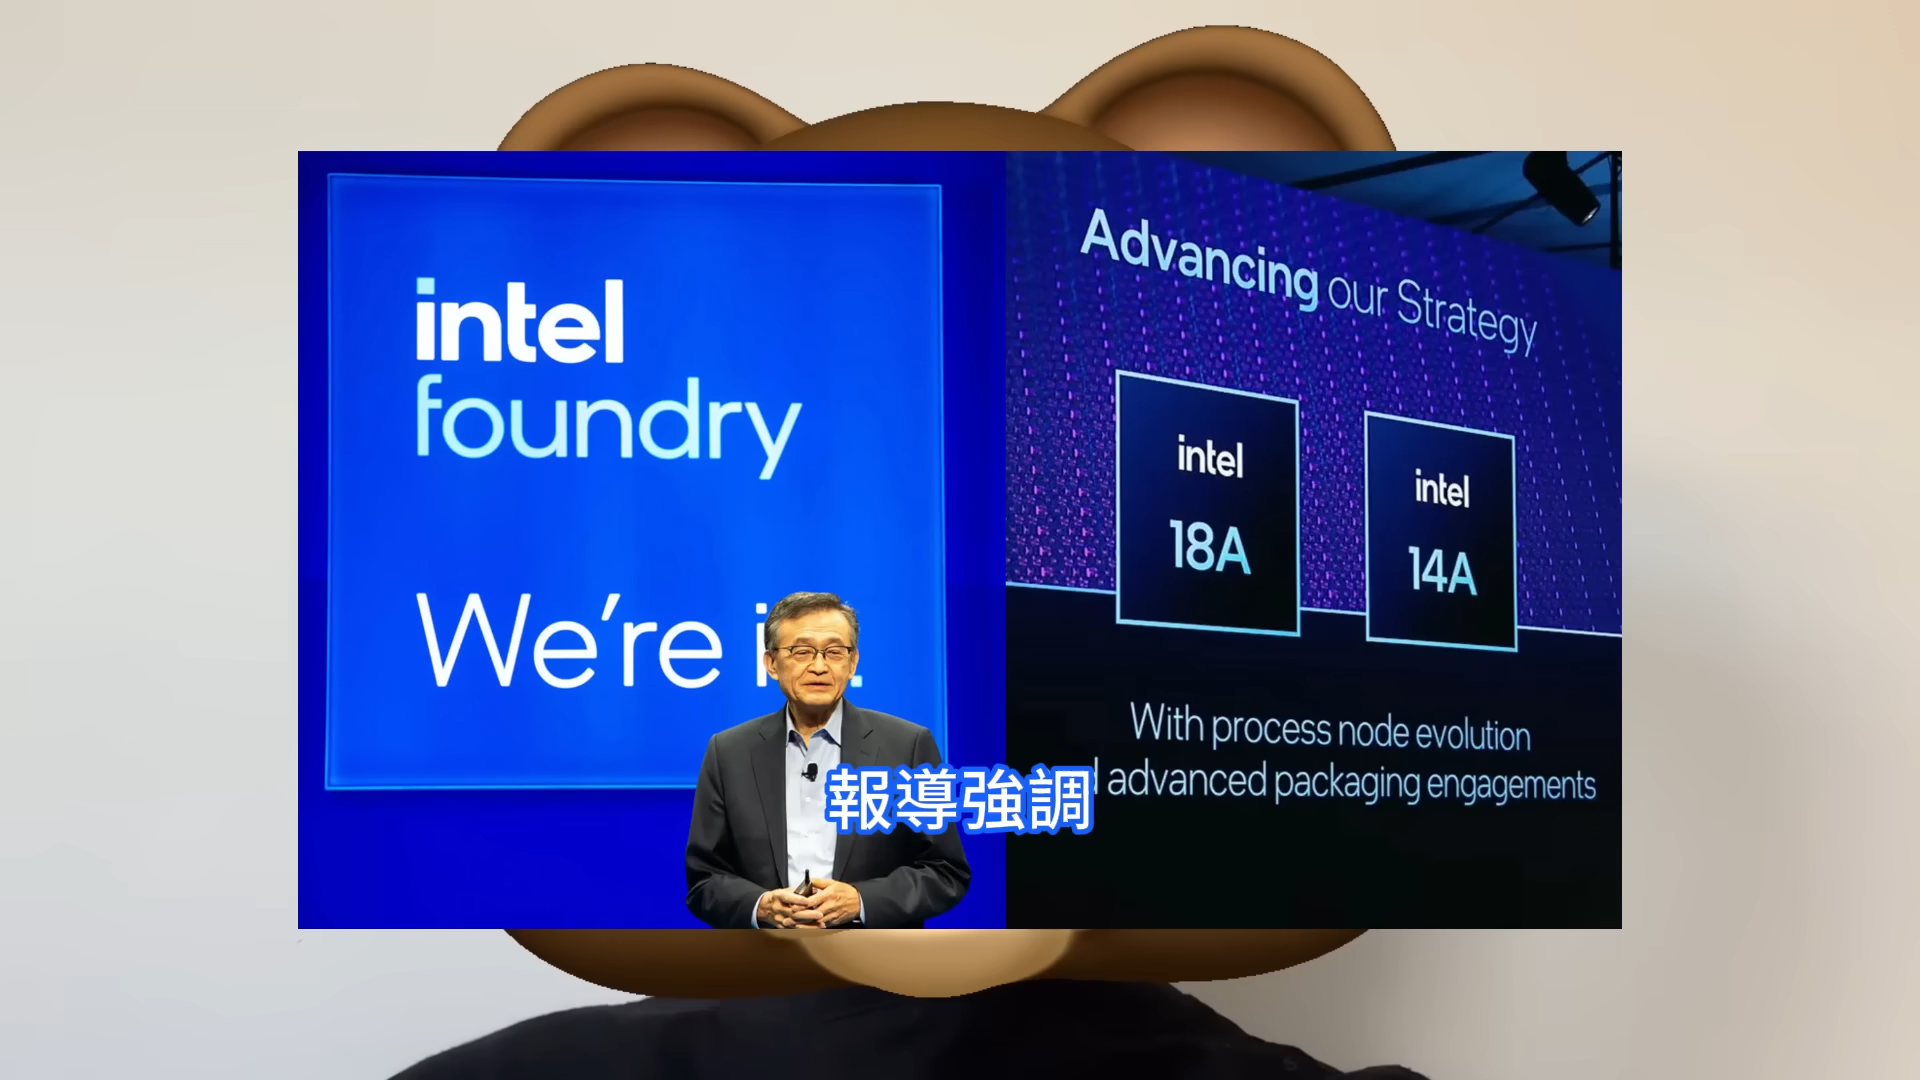 intel
foundry
We're
Advancing our Strategy
intel
18A
intel
14A
With process node evolution
advanced packaging engagements
報導強調